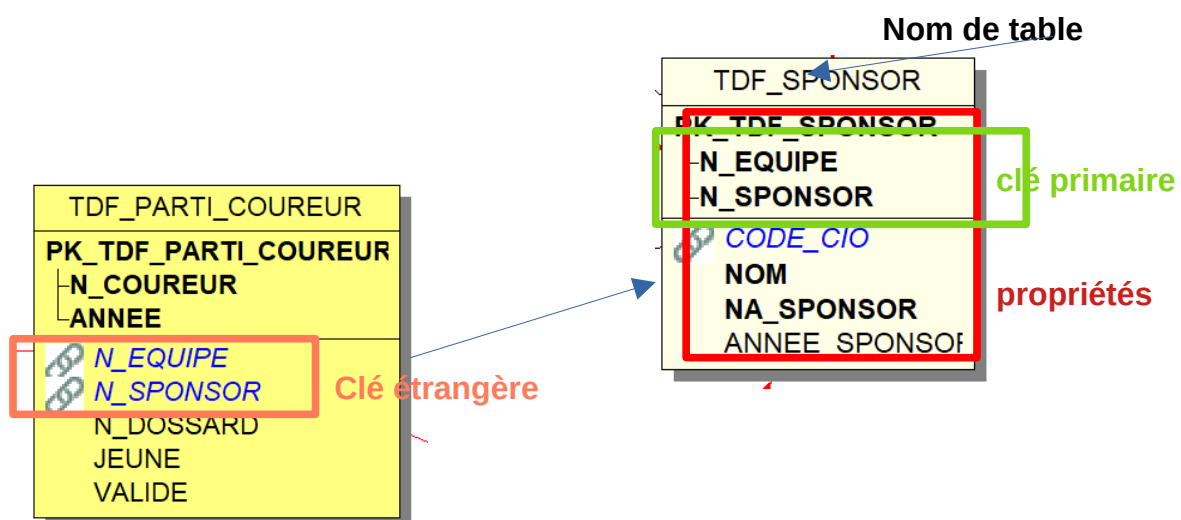 Nom de table
TDF_SPONSOR
PK_TDF_SPONSOR
N_EQUIPE
N_SPONSOR
clé primaire
CODE_CIO
NOM
NA_SPONSOR
ANNEE_SPONSOR
propriétés
TDF_PARTI_COUREUR
PK_TDF_PARTI_COUREUR
N_COUREUR
ANNEE
N_EQUIPE
N_SPONSOR
Clé étrangère
N_DOSSARD
JEUNE
VALIDE